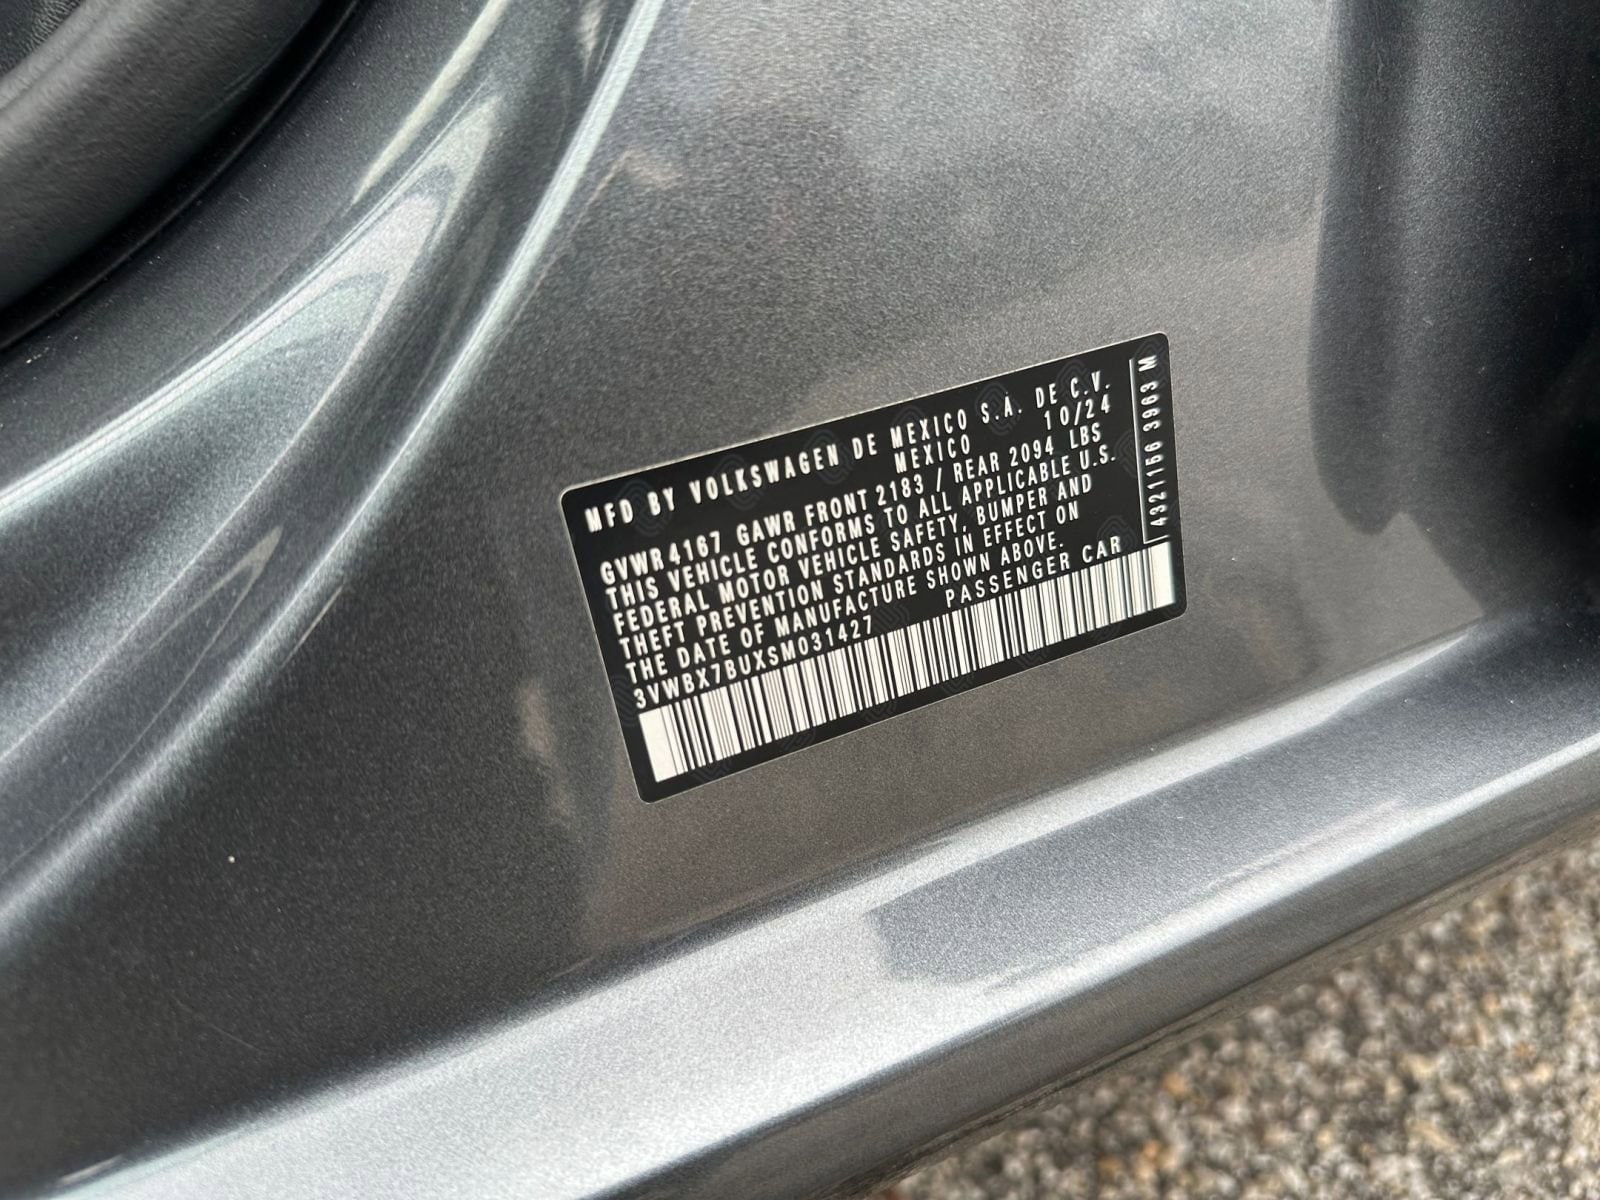 MFD BY VOLKSWAGEN DE MEXICO S.A. DE C.V.
MEXICO 10/24
GVWR 4167 GAWR FRONT 2183 / REAR 2094 LBS
THIS VEHICLE CONFORMS TO ALL APPLICABLE U.S.
FEDERAL MOTOR VEHICLE SAFETY, BUMPER AND
THEFT PREVENTION STANDARDS IN EFFECT ON
THE DATE OF MANUFACTURE SHOWN ABOVE.
3VWBX7BUXSM031427 PASSENGER CAR
4321156 3963 M